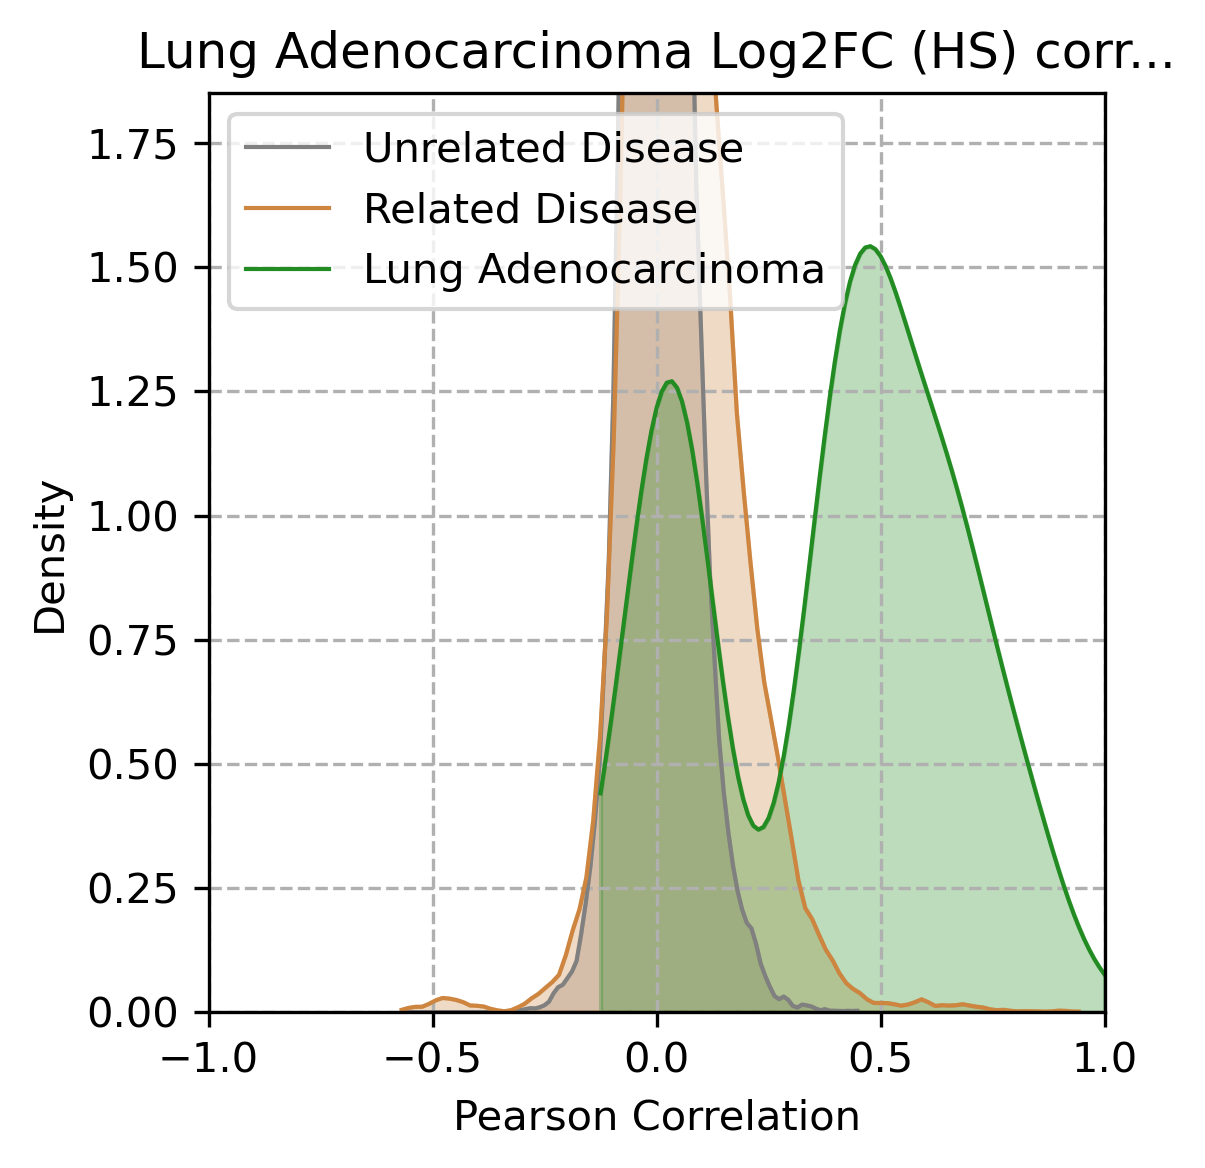 Lung Adenocarcinoma Log2FC (HS) corr...
Unrelated Disease
Related Disease
Lung Adenocarcinoma
Density
1.75
1.50
1.25
1.00
0.75
0.50
0.25
0.00
−1.0
−0.5
0.0
0.5
1.0
Pearson Correlation